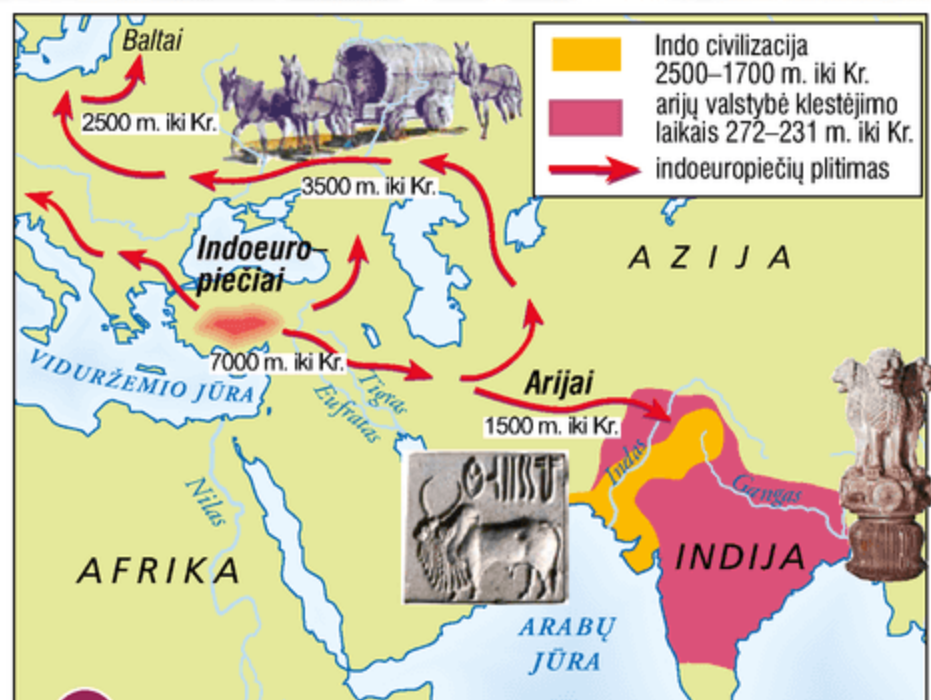 Baltai
2500 m. iki Kr.
3500 m. iki Kr.
Indoeuro-
piečiai
7000 m. iki Kr.
VIDURŽEMIO JŪRA
Tigras
Eufratas
Nilas
AFRIKA
Arijai
1500 m. iki Kr.
Indas
Gangas
INDIJA
ARABŲ
JŪRA
AZIJA
Indo civilizacija
2500–1700 m. iki Kr.
arijų valstybė klestėjimo
laikais 272–231 m. iki Kr.
indoeuropiečių plitimas